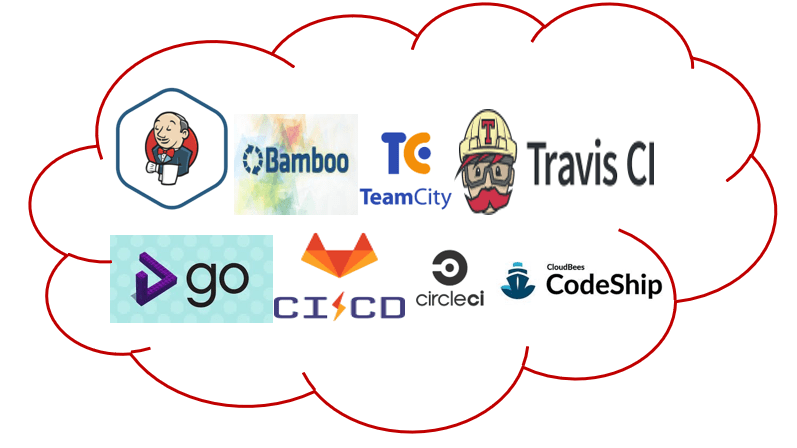 Bamboo
TC
TeamCity
T
Travis CI
go
CI CD
circleci
CloudBees
CodeShip